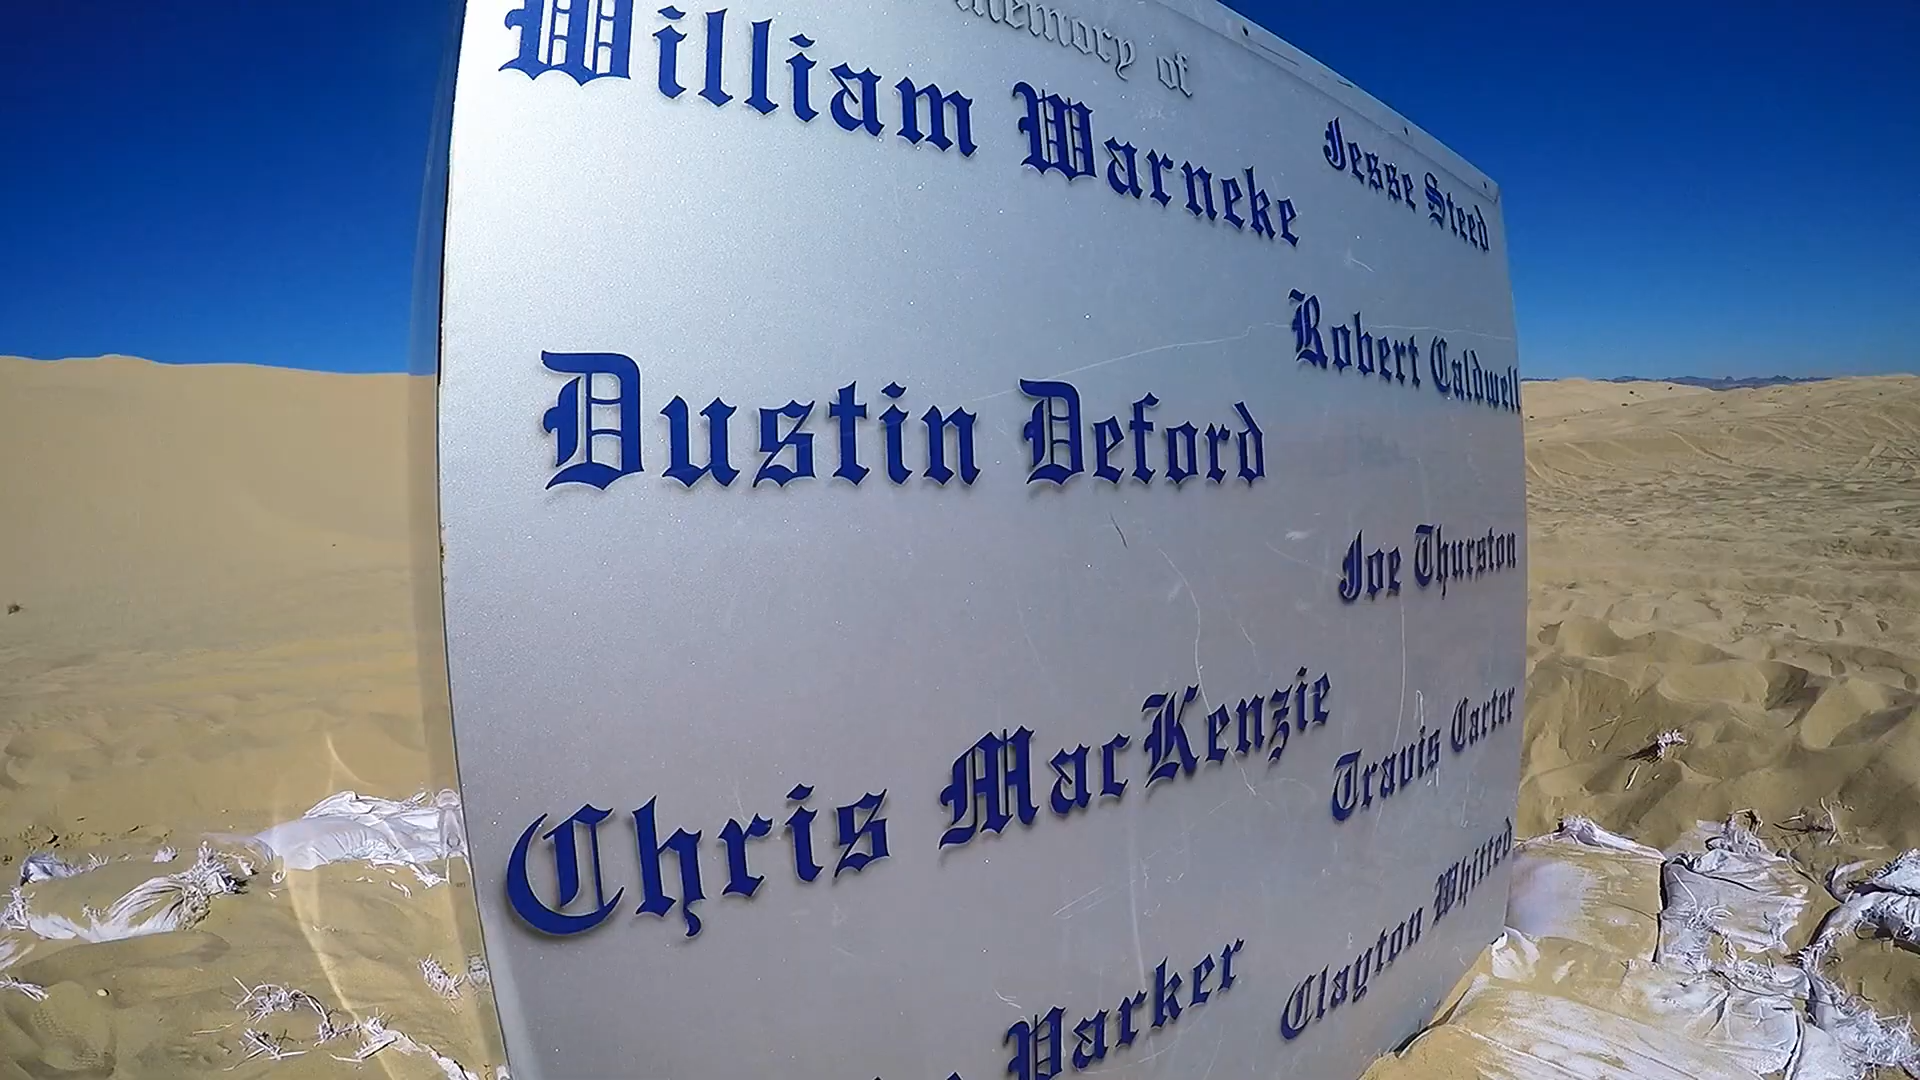 memory of
William Warneke
Jesse Steed
Robert Caldwell
Dustin Deford
Joe Thurston
Chris MacKenzie
Travis Carter
Clayton Whitted
Parker